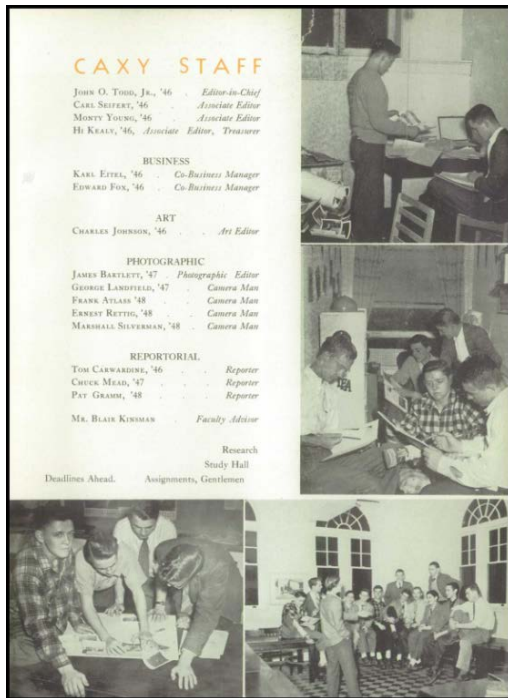 CAXY STAFF
JOHN O. TODD, JR., '46 . Editor-in-Chief
CARL SEIFERT, '46 . Associate Editor
MONTY YOUNG, '46 . Associate Editor
HI KEALY, '46, Associate Editor, Treasurer
BUSINESS
KARL EITEL, '46 . Co-Business Manager
EDWARD FOX, '46 . Co-Business Manager
ART
CHARLES JOHNSON, '46 . . Art Editor
PHOTOGRAPHIC
JAMES BARTLETT, '47 . Photographic Editor
GEORGE LANDFIELD, '47 . Camera Man
FRANK ATLASS '48 . . Camera Man
ERNEST RETTIG, '48 . . Camera Man
MARSHALL SILVERMAN, '48 . Camera Man
REPORTORIAL
TOM CARWARDINE, '46 . . Reporter
CHUCK MEAD, '47 . . . Reporter
PAT GRAMM, '48 . . . Reporter
MR. BLAIR KINSMAN . Faculty Advisor
Research
Study Hall
Deadlines Ahead. Assignments, Gentlemen